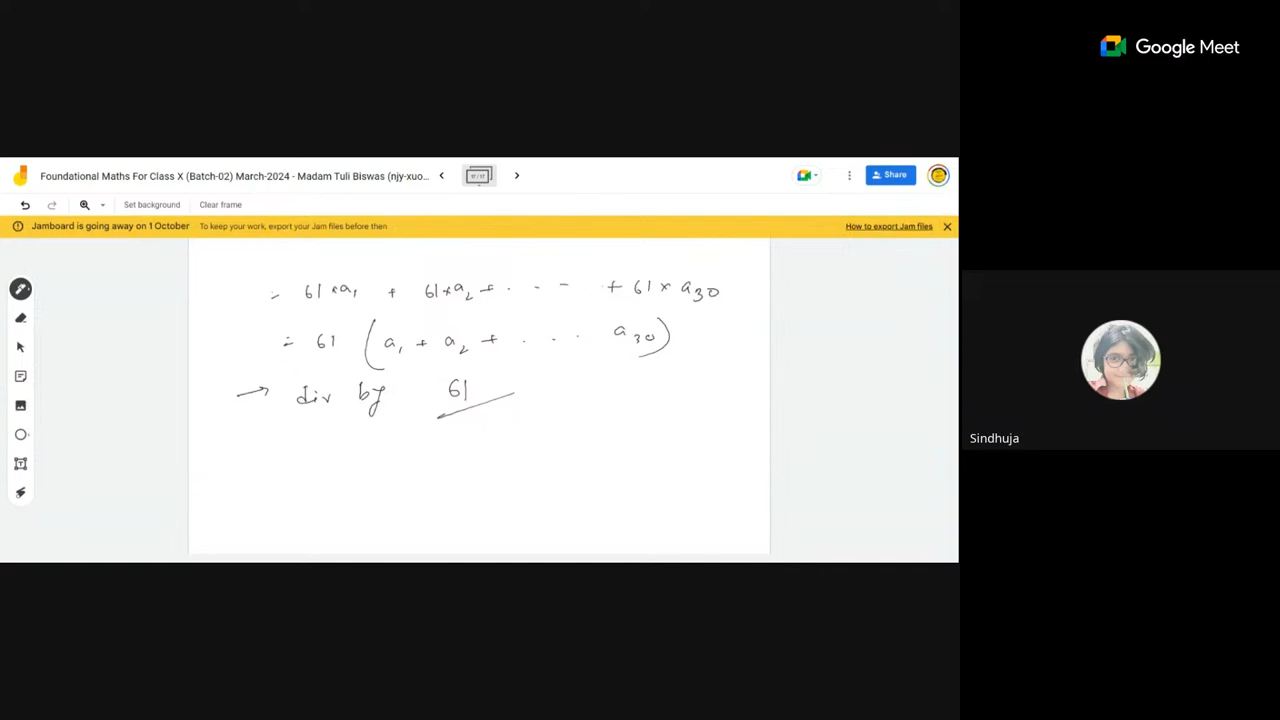 Google Meet
Foundational Maths For Class X (Batch-02) March-2024 - Madam Tuli Biswas (njy-xuo...
17 / 17
Share
Set background
Clear frame
Jamboard is going away on 1 October
To keep your work, export your Jam files before then
How to export Jam files
= 61×a₁ + 61×a₂ + . . - - . + 61 × a₃₀
= 61 (a₁ + a₂ + . . . . a₃₀)
→ div by 61
Sindhuja